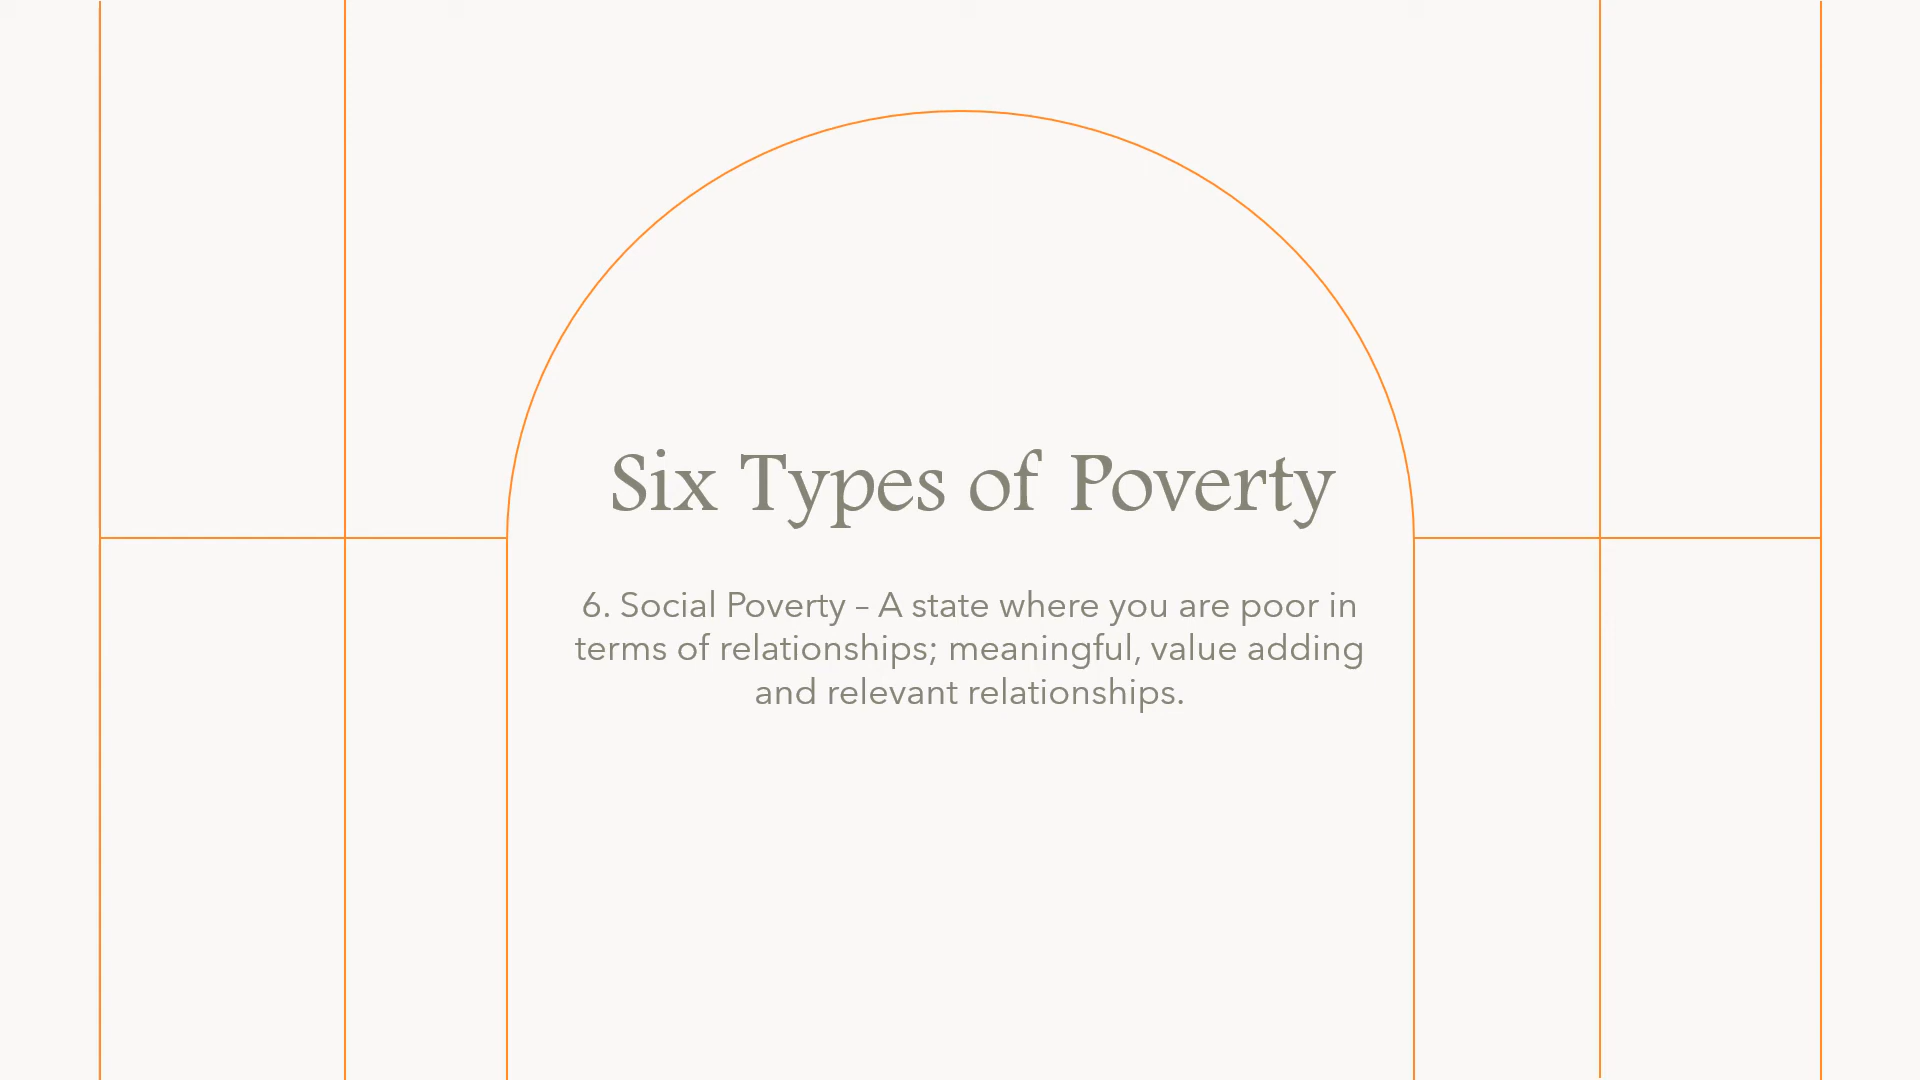 Six Types of Poverty
6. Social Poverty – A state where you are poor in
terms of relationships; meaningful, value adding
and relevant relationships.